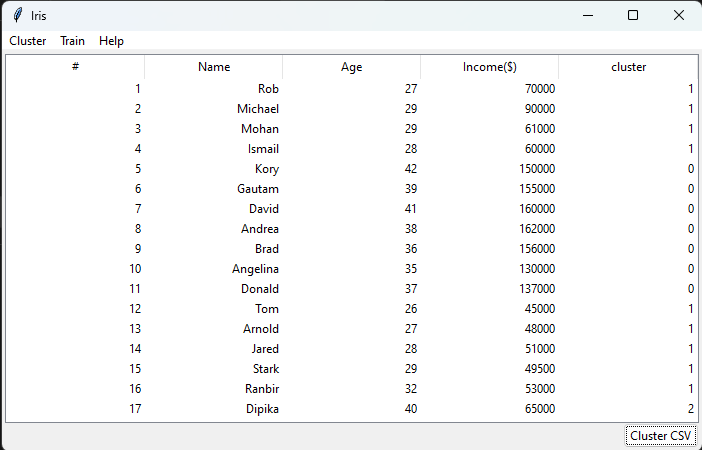 Iris
Cluster Train Help
# Name Age Income($) cluster
1 Rob 27 70000 1
2 Michael 29 90000 1
3 Mohan 29 61000 1
4 Ismail 28 60000 1
5 Kory 42 150000 0
6 Gautam 39 155000 0
7 David 41 160000 0
8 Andrea 38 162000 0
9 Brad 36 156000 0
10 Angelina 35 130000 0
11 Donald 37 137000 0
12 Tom 26 45000 1
13 Arnold 27 48000 1
14 Jared 28 51000 1
15 Stark 29 49500 1
16 Ranbir 32 53000 1
17 Dipika 40 65000 2
Cluster CSV